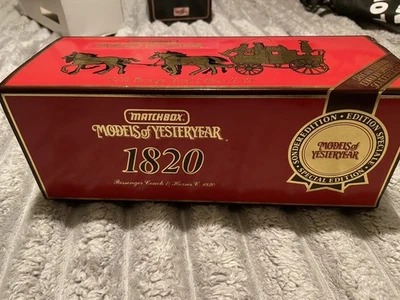 MATCHBOX
MODELS of YESTERYEAR
1820
Passenger Coach & Horses C. 1820
SONDEREDITION · EDITION SPECIALE · SPECIAL EDITION ·
MODELS of
YESTERYEAR